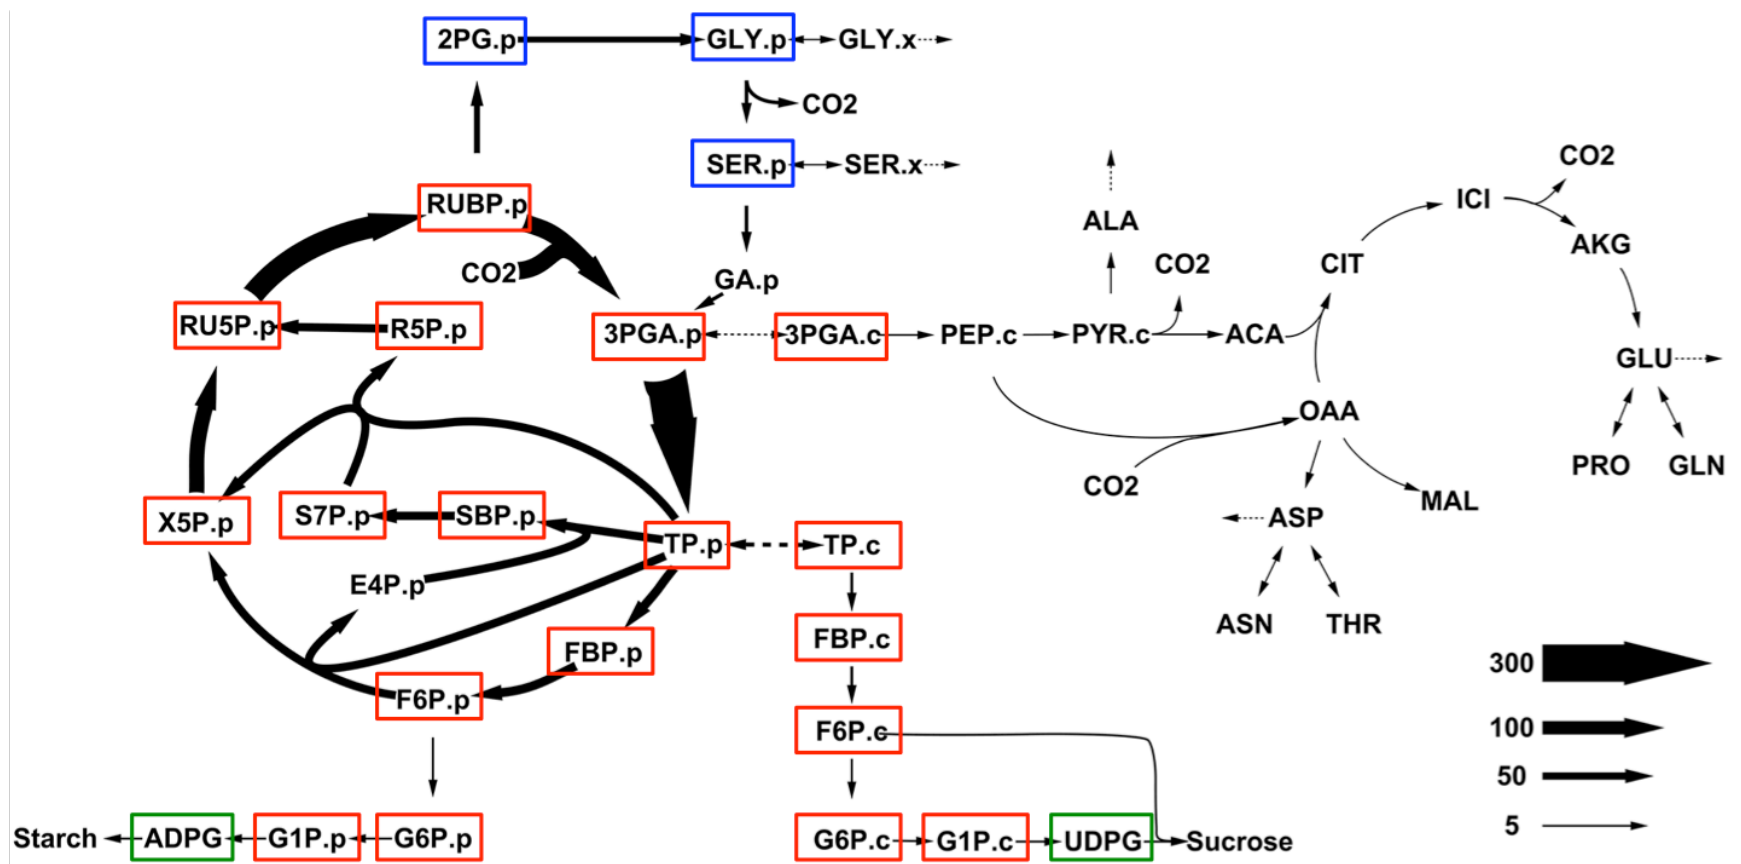 2PG.p GLY.p GLY.x
CO2
SER.p SER.x
CO2
RUBP.p
ICI
ALA
AKG
CO2 GA.p CO2 CIT
RU5P.p R5P.p 3PGA.p 3PGA.c PEP.c PYR.c ACA
GLU
OAA
PRO GLN
CO2
MAL
X5P.p S7P.p SBP.p ASP
TP.p TP.c
E4P.p
ASN THR
FBP.p FBP.c
300
F6P.p
F6P.c 100
50
5
Starch ADPG G1P.p G6P.p G6P.c G1P.c UDPG Sucrose